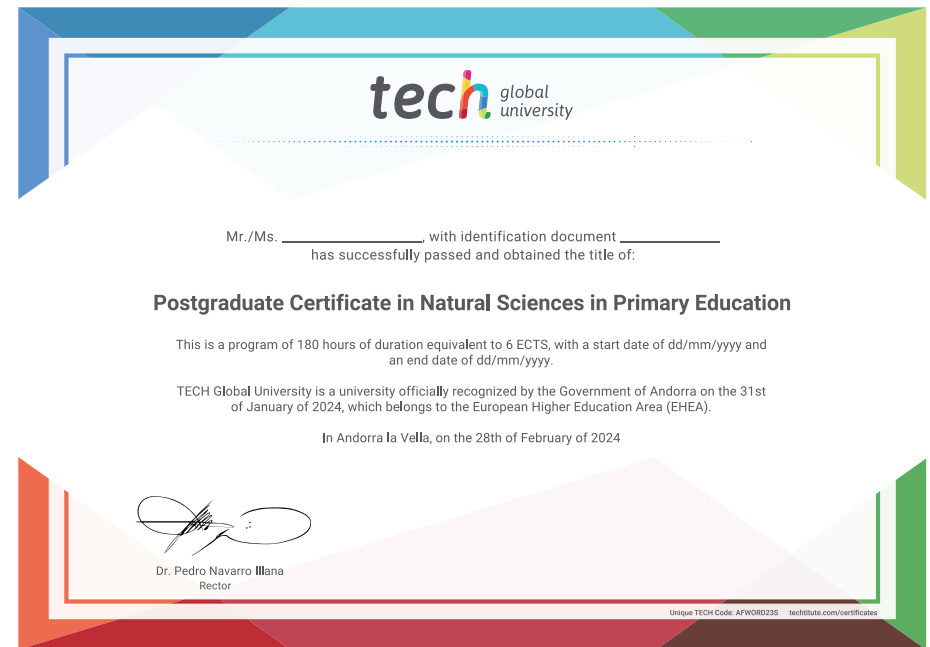 tech global university
Mr./Ms. ____________, with identification document ____________
has successfully passed and obtained the title of:
Postgraduate Certificate in Natural Sciences in Primary Education
This is a program of 180 hours of duration equivalent to 6 ECTS, with a start date of dd/mm/yyyy and
an end date of dd/mm/yyyy.
TECH Global University is a university officially recognized by the Government of Andorra on the 31st
of January of 2024, which belongs to the European Higher Education Area (EHEA).
In Andorra la Vella, on the 28th of February of 2024
Dr. Pedro Navarro Illana
Rector
Unique TECH Code: AFWORD23S techtitute.com/certificates